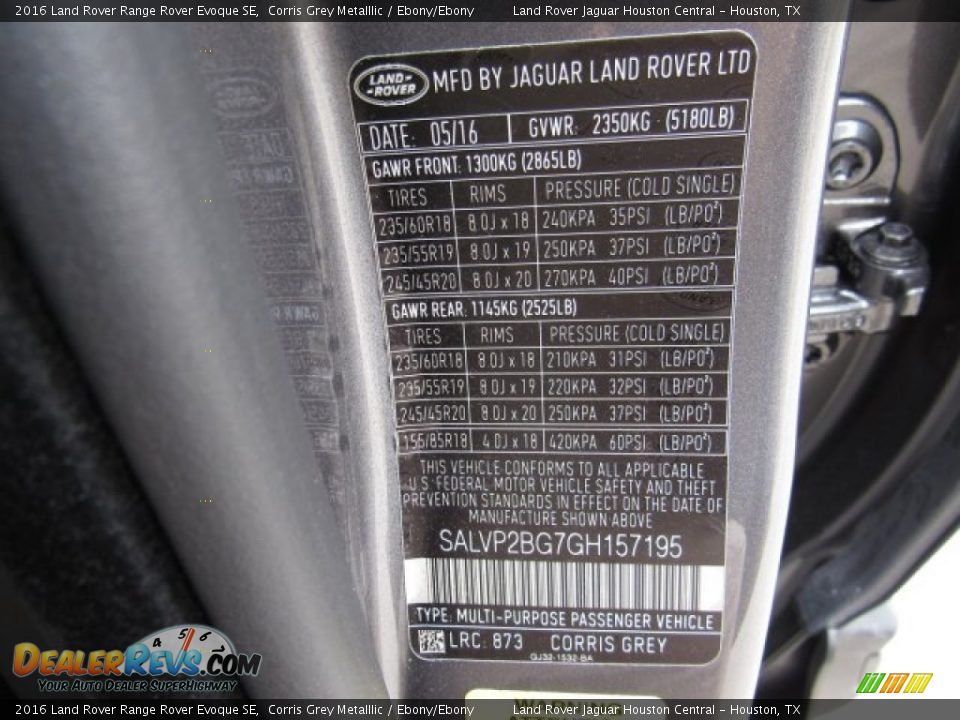 2016 Land Rover Range Rover Evoque SE, Corris Grey Metalllic / Ebony/Ebony Land Rover Jaguar Houston Central - Houston, TX
LAND-
-ROVER
MFD BY JAGUAR LAND ROVER LTD
DATE: 05/16 GVWR: 2350KG (5180LB)
GAWR FRONT: 1300KG (2865LB)
TIRES RIMS PRESSURE (COLD SINGLE)
235/60R18 8.0J x 18 240KPA 35PSI (LB/PO²)
235/55R19 8.0J x 19 250KPA 37PSI (LB/PO²)
245/45R20 8.0J x 20 270KPA 40PSI (LB/PO²)
GAWR REAR: 1145KG (2525LB)
TIRES RIMS PRESSURE (COLD SINGLE)
235/60R18 8.0J x 18 210KPA 31PSI (LB/PO²)
235/55R19 8.0J x 19 220KPA 32PSI (LB/PO²)
245/45R20 8.0J x 20 250KPA 37PSI (LB/PO²)
155/85R18 4.0J x 18 420KPA 60PSI (LB/PO²)
THIS VEHICLE CONFORMS TO ALL APPLICABLE
U.S. FEDERAL MOTOR VEHICLE SAFETY AND THEFT
PREVENTION STANDARDS IN EFFECT ON THE DATE OF
MANUFACTURE SHOWN ABOVE
SALVP2BG7GH157195
TYPE: MULTI-PURPOSE PASSENGER VEHICLE
LRC: 873 CORRIS GREY
GJ32-1532-BA
4 5 6
DEALERREVS.COM
YOUR AUTO DEALER SUPERHIGHWAY
2016 Land Rover Range Rover Evoque SE, Corris Grey Metalllic / Ebony/Ebony Land Rover Jaguar Houston Central - Houston, TX